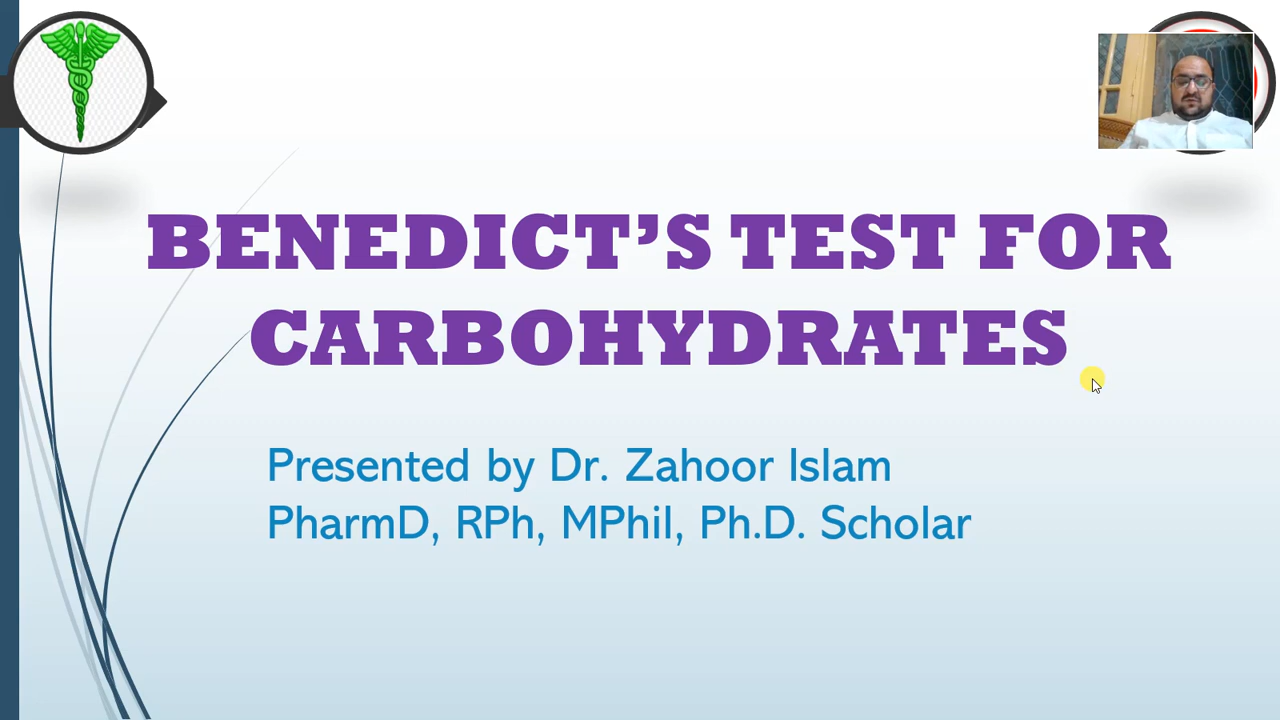 BENEDICT’S TEST FOR
CARBOHYDRATES
Presented by Dr. Zahoor Islam
PharmD, RPh, MPhil, Ph.D. Scholar